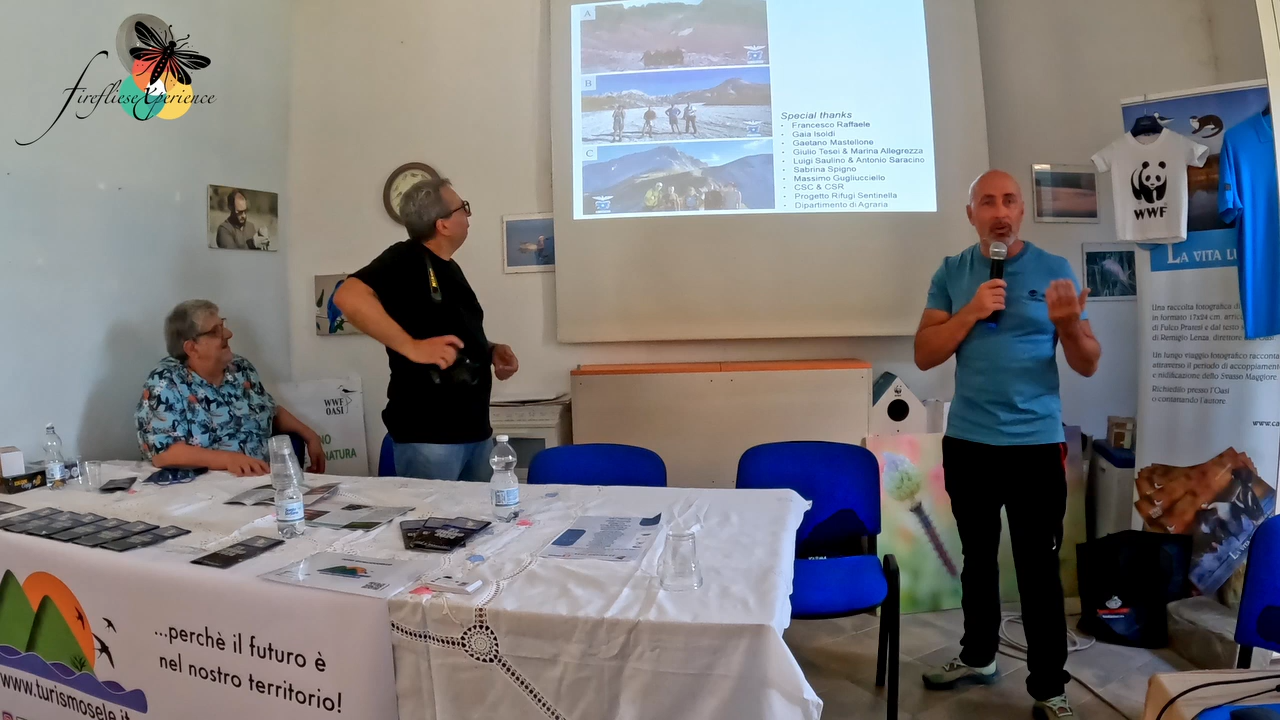 FireflieseXperience
A
B
C
Special thanks
• Francesco Raffaele
• Gaia Isoldi
• Gaetano Mastellone
• Giulio Tesei & Marina Allegrezza
• Luigi Saulino & Antonio Saracino
• Sabrina Spigno
• Massimo Gugliucciello
• CSC & CSR
• Progetto Rifugi Sentinella
• Dipartimento di Agraria
WWF
LA VITA
Una raccolta fotografica di
in formato 17x24 cm.
di Fulco Pratesi e dal testo
di Remigio Lenza, direttore
Un lungo viaggio fotografico racconta
attraverso il periodo di accoppiamento
e nidificazione dello Svasso Maggiore
Richiedilo presso l'Oasi
o contattando l'autore
WWF
OASI
NATURA
...perchè il futuro è
nel nostro territorio!
www.turismosele.it